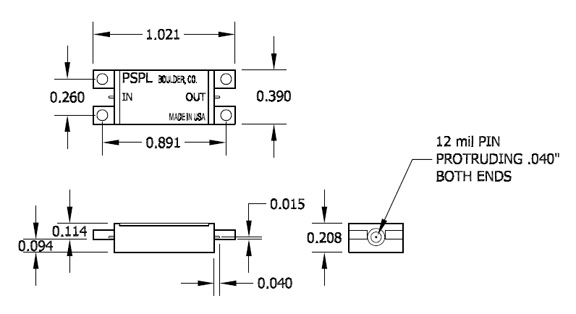 1.021
PSPL BOULDER, CO.
0.260
IN OUT
0.390
MADE IN USA
0.891
12 mil PIN
PROTRUDING .040"
BOTH ENDS
0.015
0.114
0.094
0.208
0.040